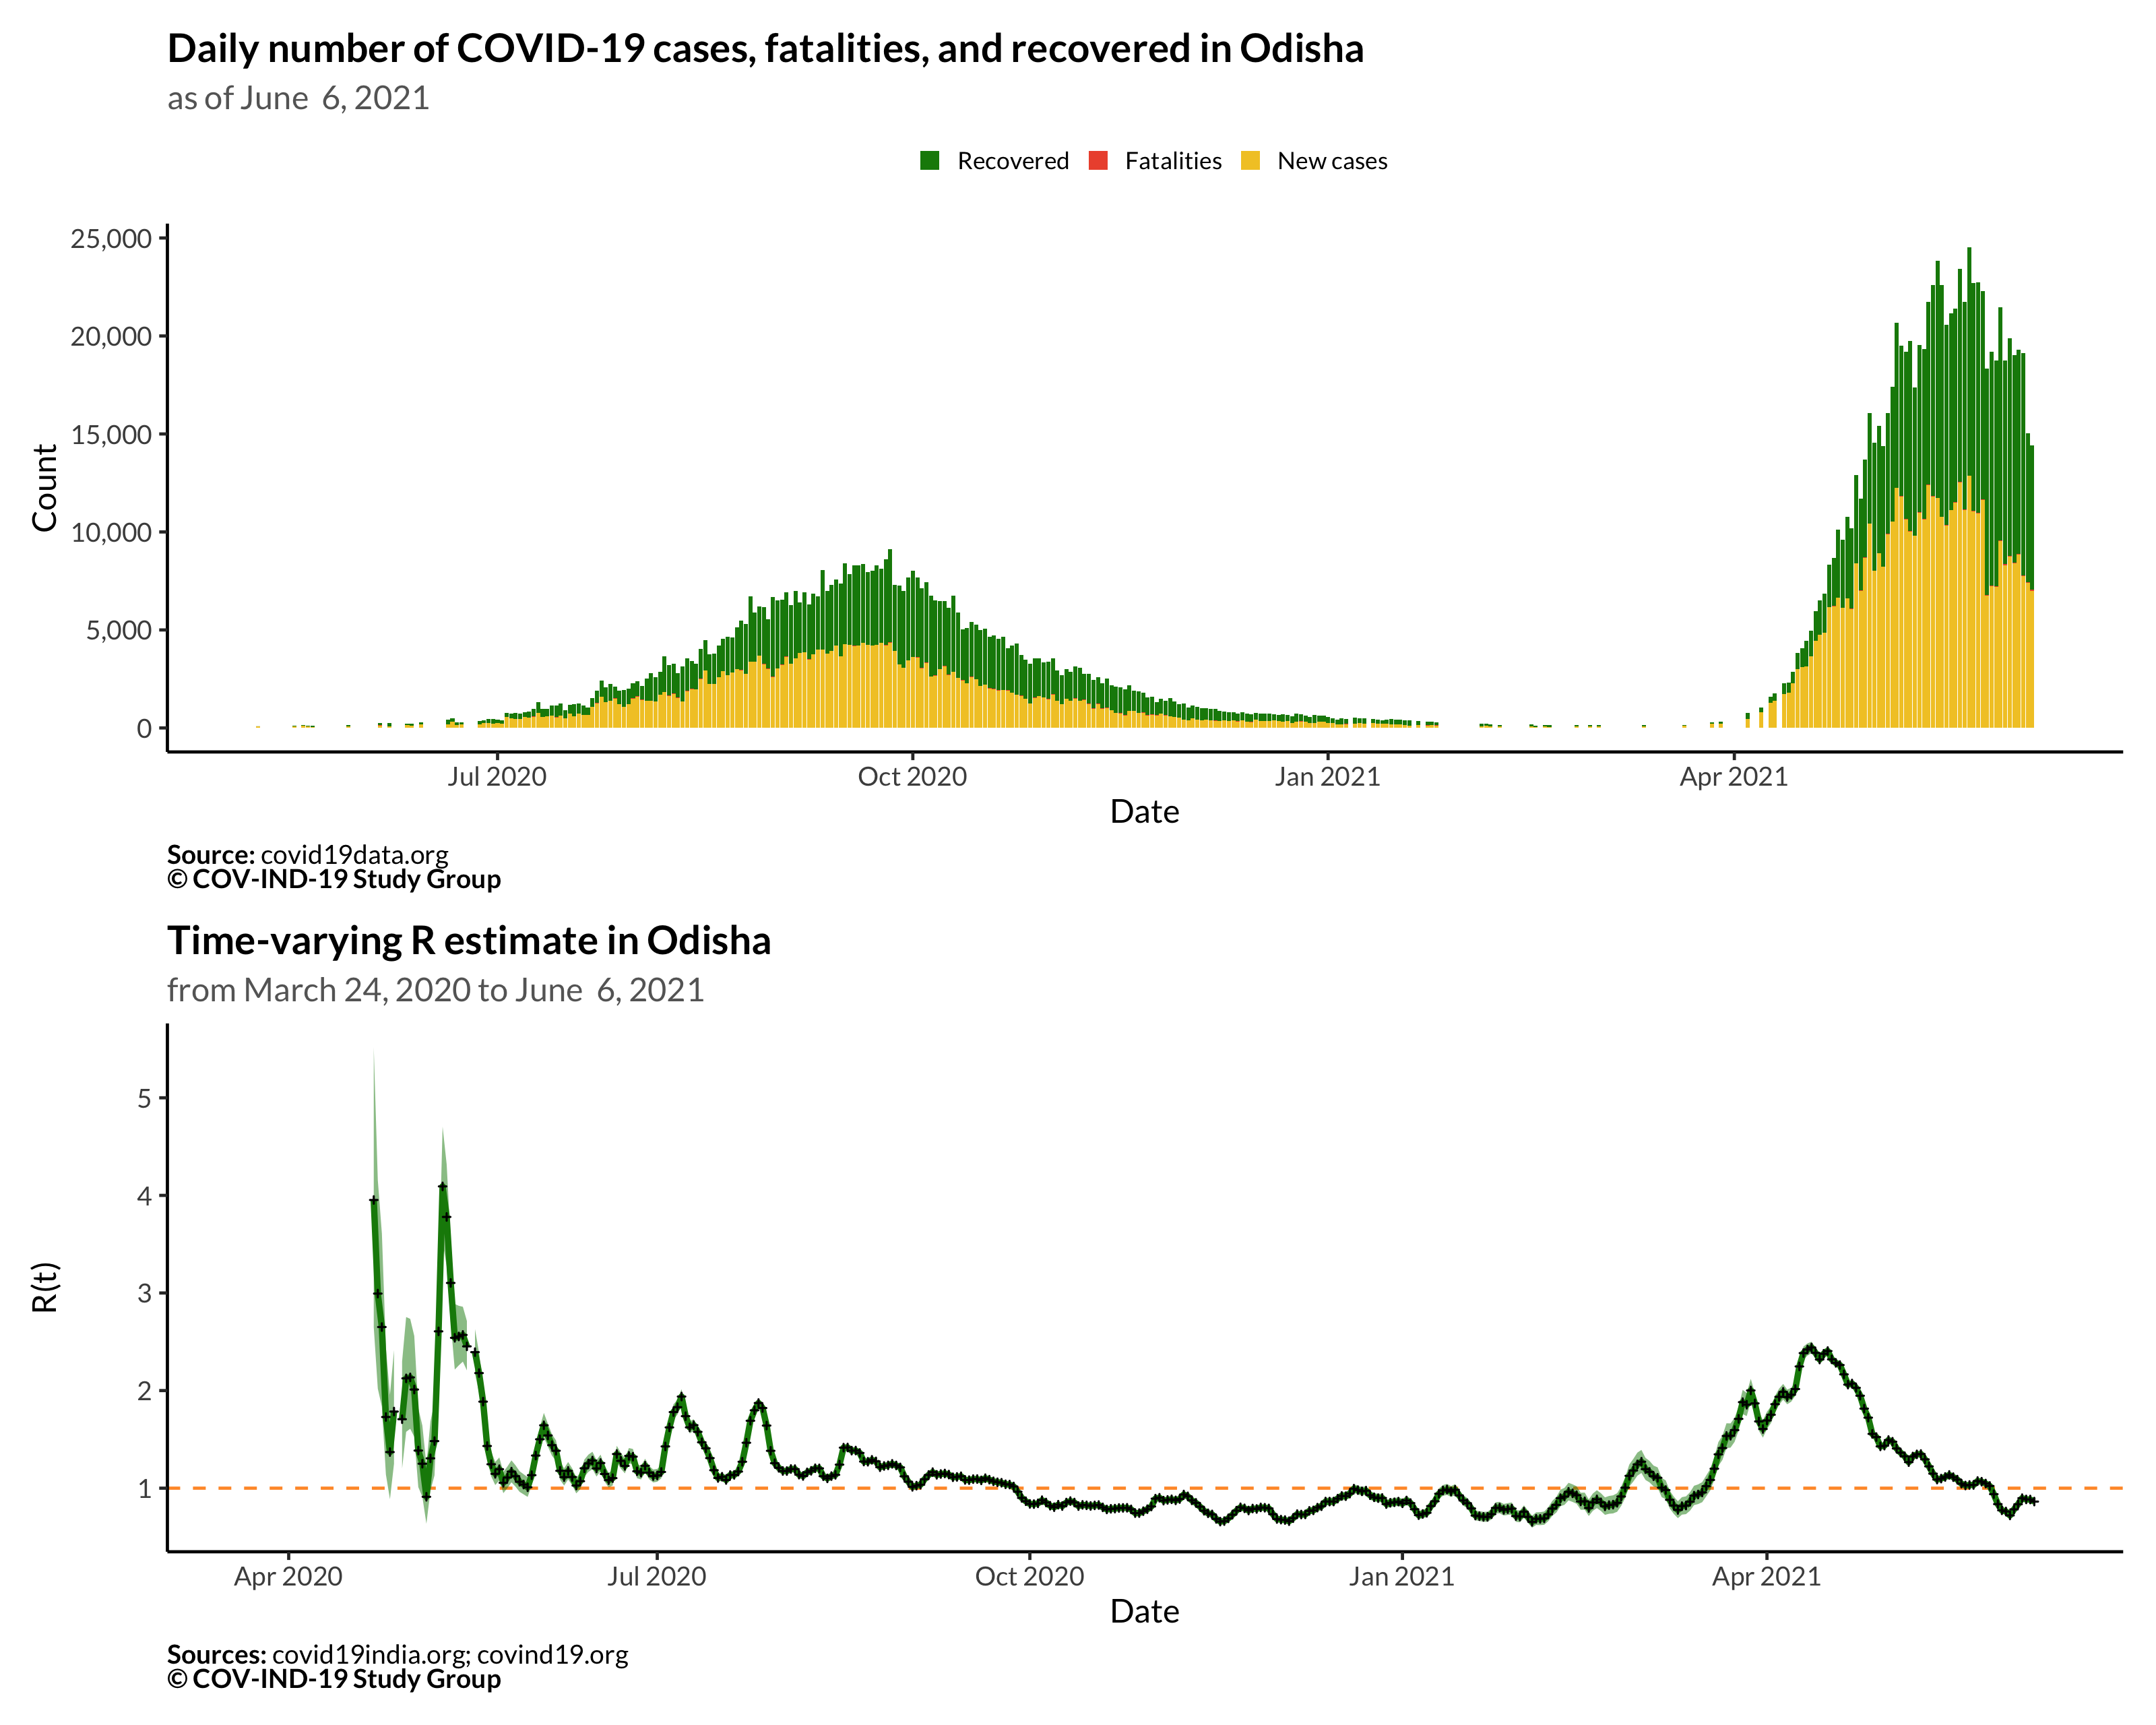 Daily number of COVID-19 cases, fatalities, and recovered in Odisha
as of June  6, 2021
Recovered Fatalities New cases
25,000
20,000
15,000
10,000
5,000
0
Count
Jul 2020 Oct 2020 Jan 2021 Apr 2021
Date
Source: covid19data.org
© COV-IND-19 Study Group
Time-varying R estimate in Odisha
from March 24, 2020 to June  6, 2021
5
4
3
2
1
R(t)
Apr 2020 Jul 2020 Oct 2020 Jan 2021 Apr 2021
Date
Sources: covid19india.org; covind19.org
© COV-IND-19 Study Group